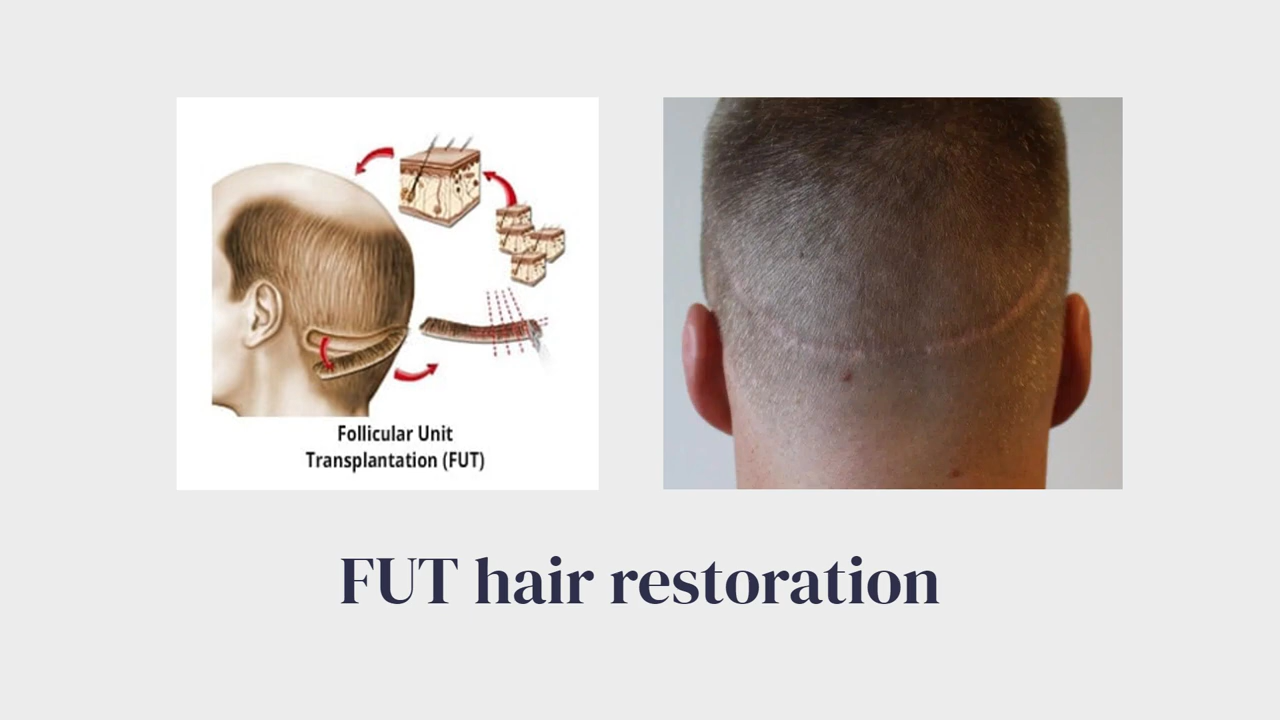 Follicular Unit
Transplantation (FUT)
FUT hair restoration